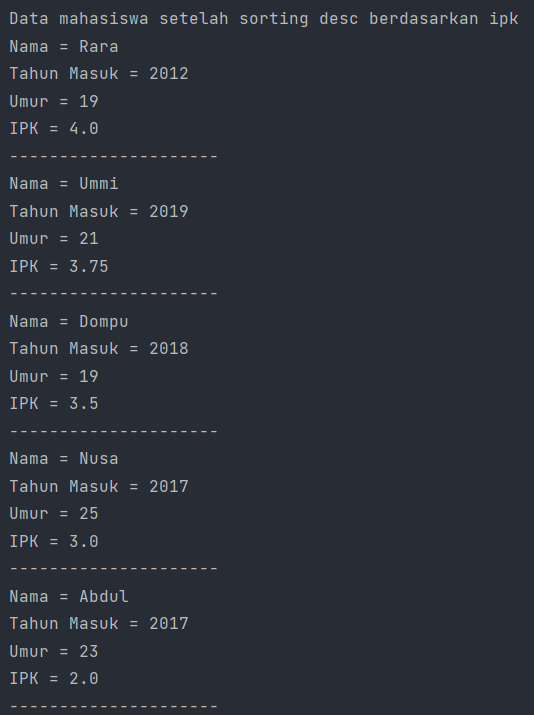 Data mahasiswa setelah sorting desc berdasarkan ipk
Nama = Rara
Tahun Masuk = 2012
Umur = 19
IPK = 4.0
---------------------
Nama = Ummi
Tahun Masuk = 2019
Umur = 21
IPK = 3.75
---------------------
Nama = Dompu
Tahun Masuk = 2018
Umur = 19
IPK = 3.5
---------------------
Nama = Nusa
Tahun Masuk = 2017
Umur = 25
IPK = 3.0
---------------------
Nama = Abdul
Tahun Masuk = 2017
Umur = 23
IPK = 2.0
---------------------